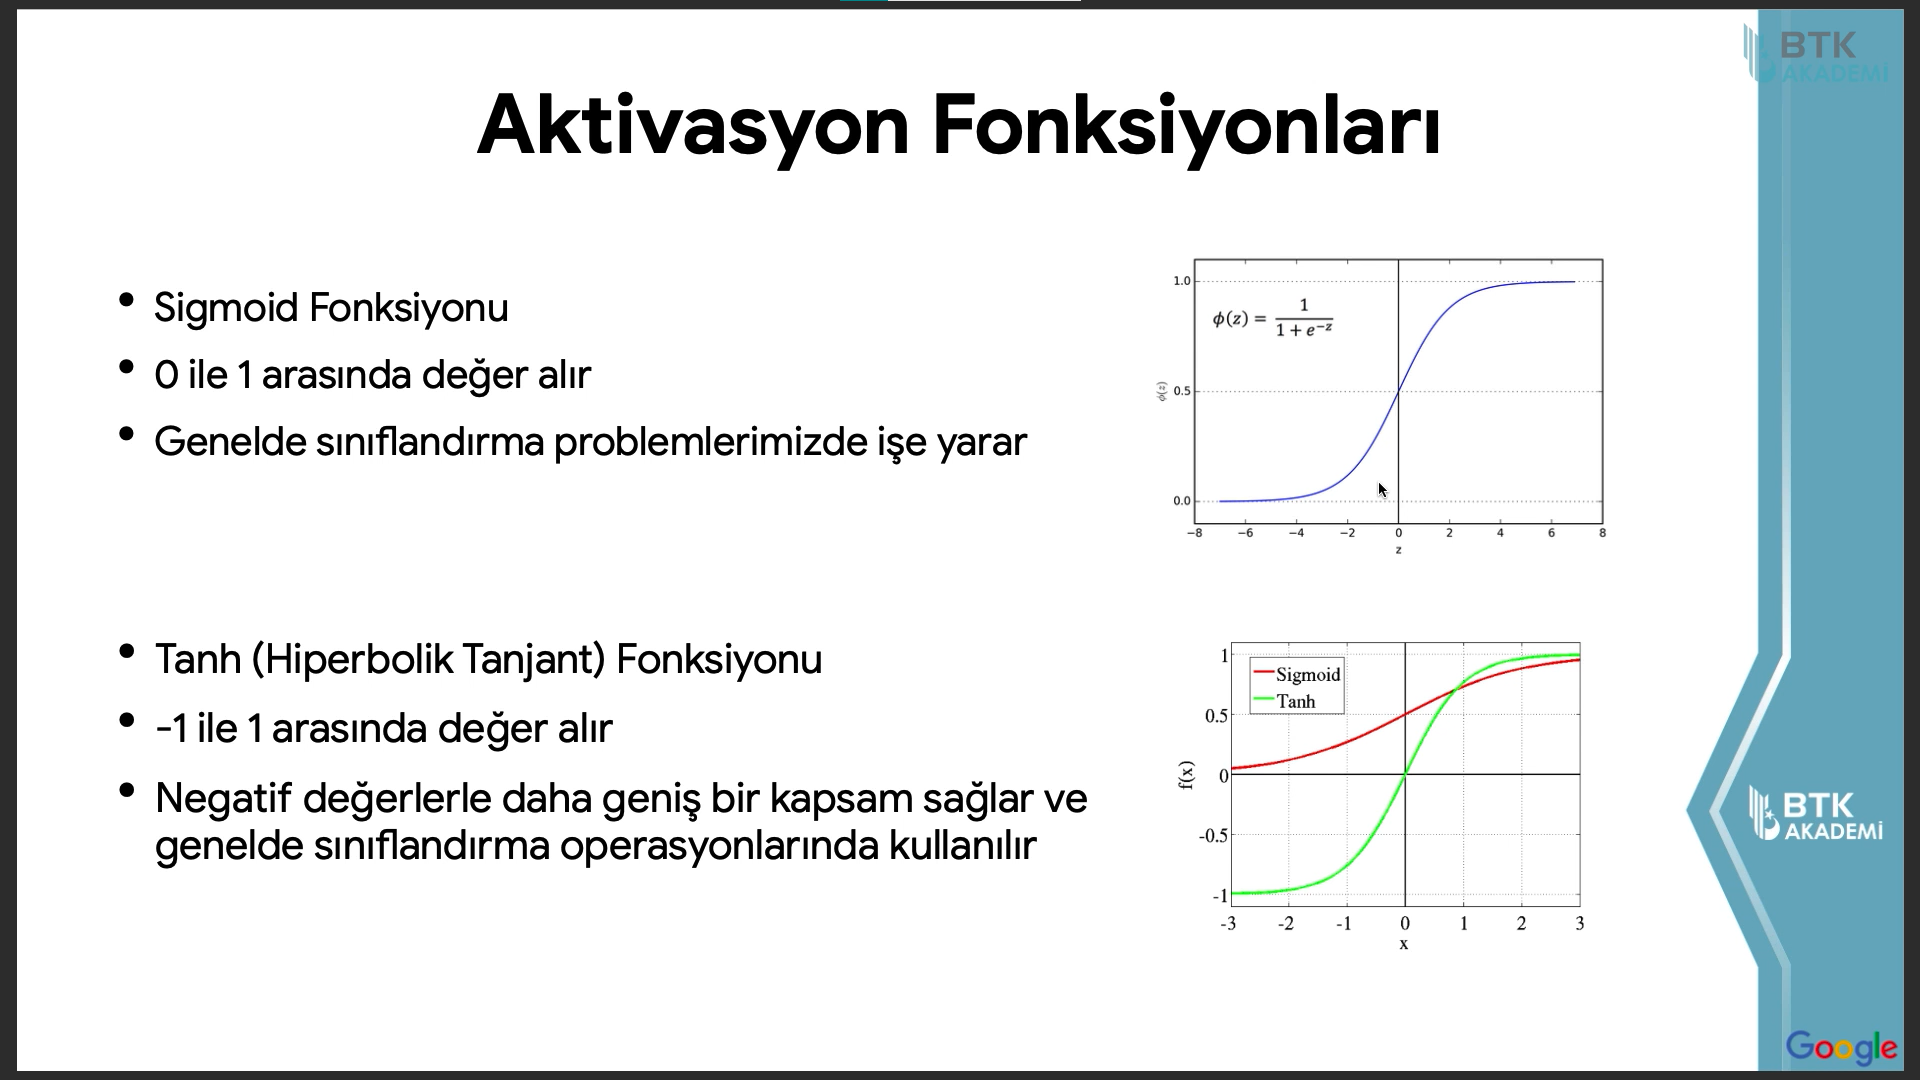 BTK
AKADEMİ
Aktivasyon Fonksiyonları
• Sigmoid Fonksiyonu
• 0 ile 1 arasında değer alır
• Genelde sınıflandırma problemlerimizde işe yarar
1.0
ϕ(z) = 1 / (1 + e^−z)
ϕ(z)
0.5
0.0
−8 −6 −4 −2 0 2 4 6 8
z
• Tanh (Hiperbolik Tanjant) Fonksiyonu
• -1 ile 1 arasında değer alır
• Negatif değerlerle daha geniş bir kapsam sağlar ve
genelde sınıflandırma operasyonlarında kullanılır
1
Sigmoid
Tanh
0.5
0
f(x)
-0.5
-1
-3 -2 -1 0 1 2 3
x
BTK
AKADEMİ
Google